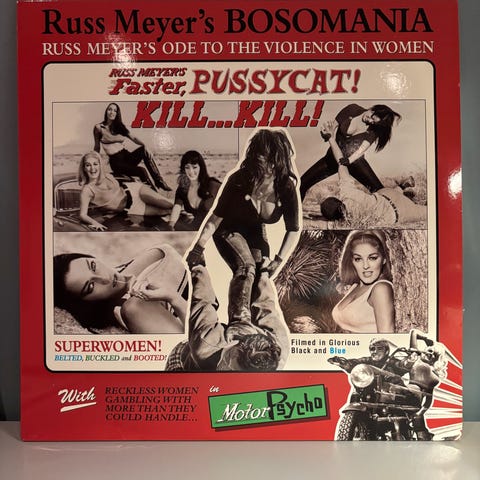 Russ Meyer's BOSOMANIA
RUSS MEYER'S ODE TO THE VIOLENCE IN WOMEN
RUSS MEYER'S
Faster, PUSSYCAT!
KILL...KILL!
SUPERWOMEN!
BELTED, BUCKLED and BOOTED!
Filmed in Glorious
Black and Blue
With
RECKLESS WOMEN
GAMBLING WITH
MORE THAN THEY
COULD HANDLE...
in
MotorPsycho